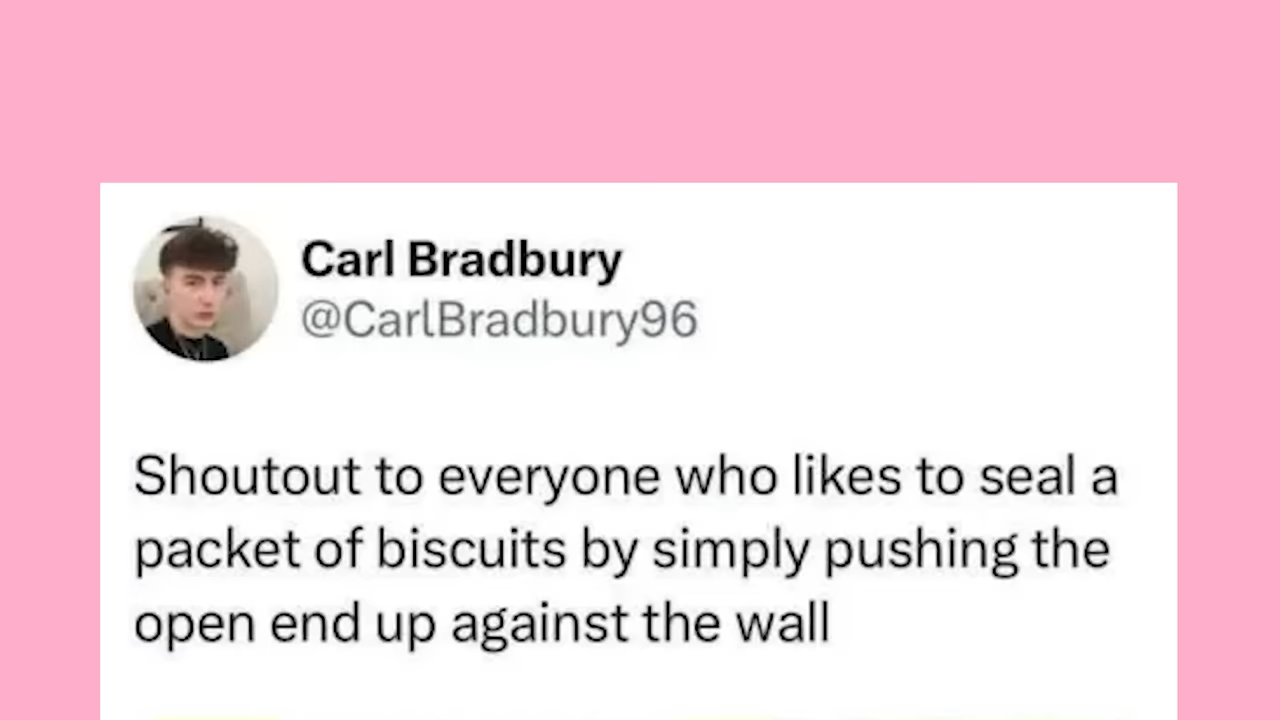 Carl Bradbury
@CarlBradbury96
Shoutout to everyone who likes to seal a
packet of biscuits by simply pushing the
open end up against the wall